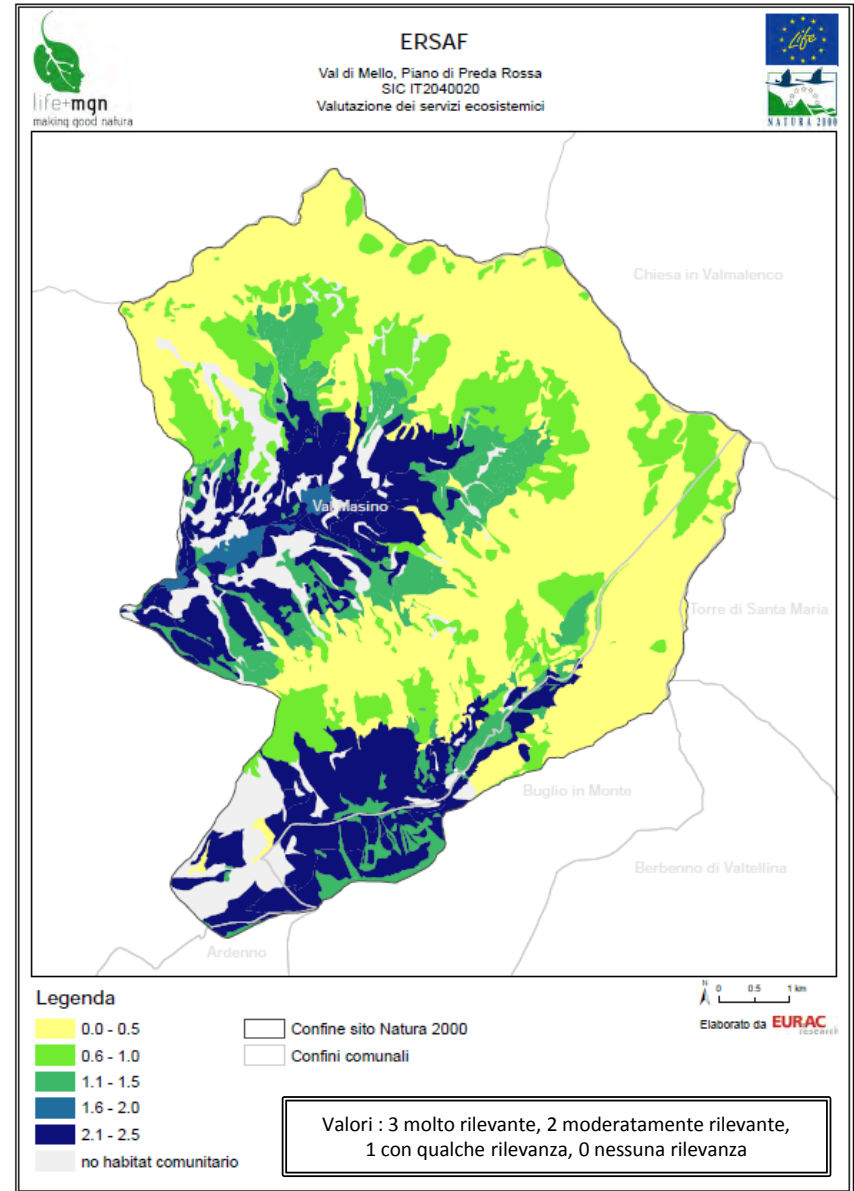 life+mgn
making good natura
ERSAF
Val di Mello, Piano di Preda Rossa
SIC IT2040020
Valutazione dei servizi ecosistemici
Life
NATURA 2000
Chiesa in Valmalenco
Val Masino
Torre di Santa Maria
Buglio in Monte
Berbenno di Valtellina
Ardenno
Legenda
0.0 - 0.5
0.6 - 1.0
1.1 - 1.5
1.6 - 2.0
2.1 - 2.5
no habitat comunitario
Confine sito Natura 2000
Confini comunali
N
0 0.5 1 km
Elaborato da EURAC
research
Valori : 3 molto rilevante, 2 moderatamente rilevante,
1 con qualche rilevanza, 0 nessuna rilevanza